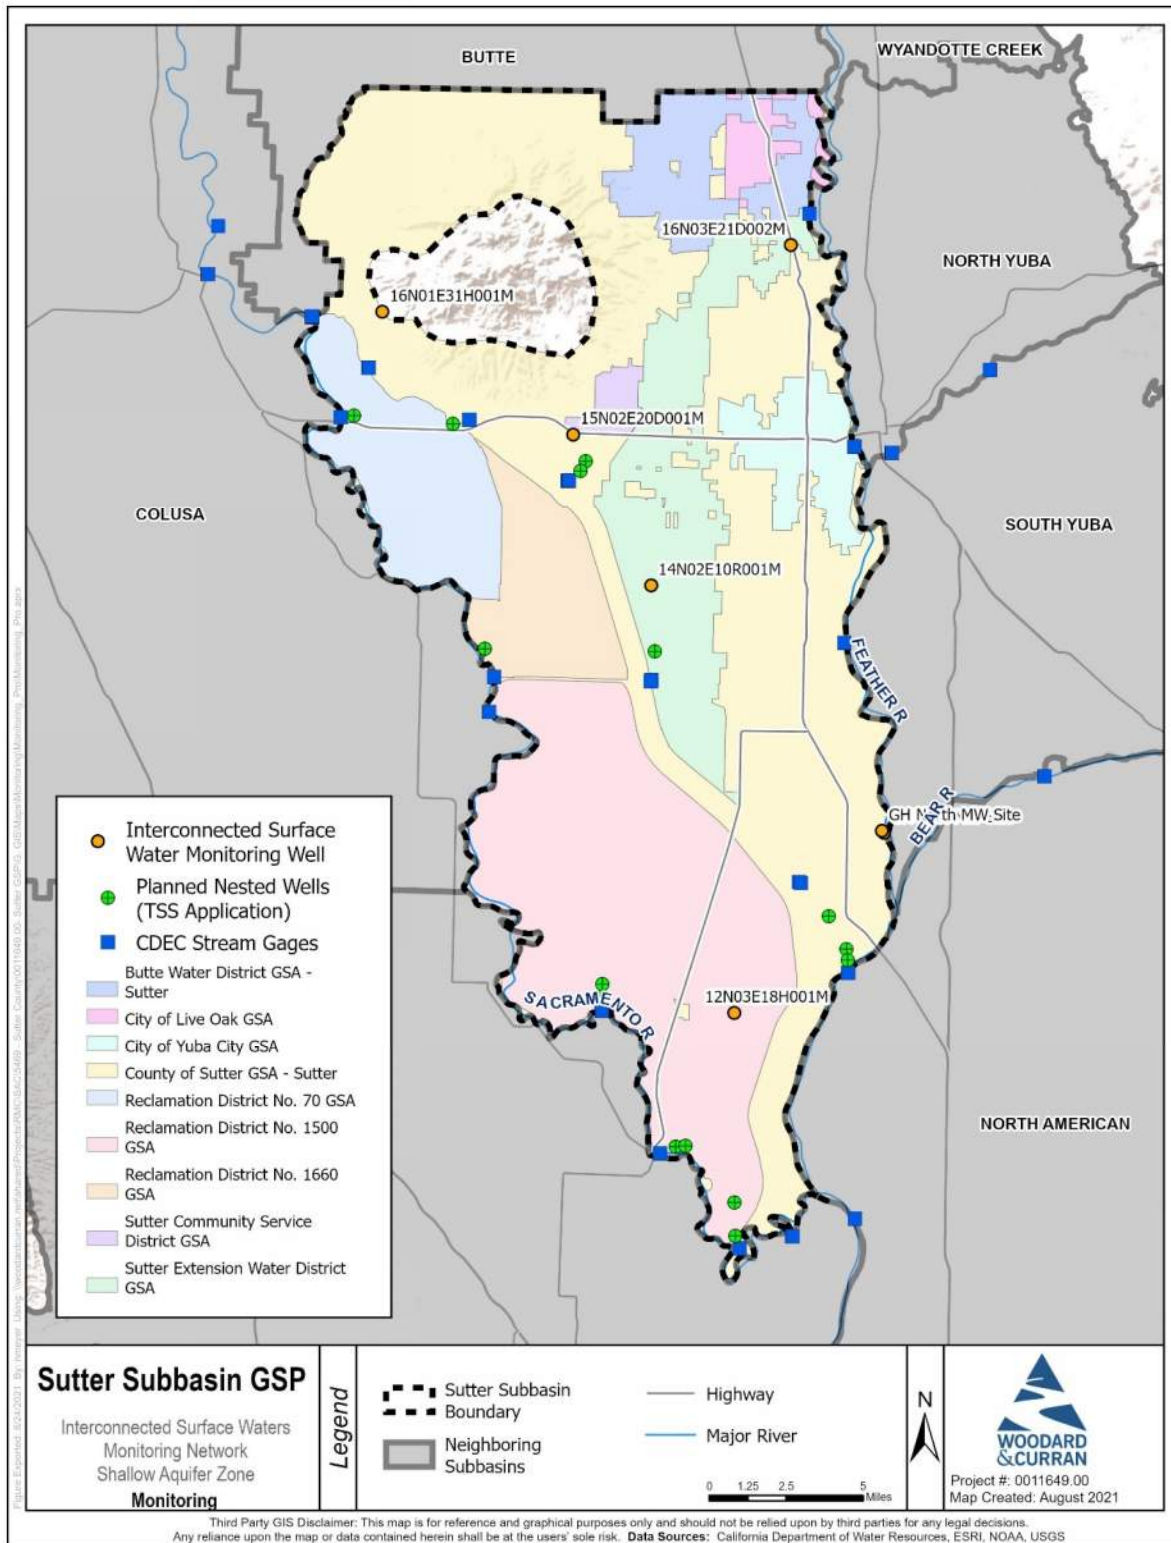 BUTTE
WYANDOTTE CREEK
16N03E21D002M
NORTH YUBA
16N01E31H001M
15N02E20D001M
COLUSA
SOUTH YUBA
14N02E10R001M
FEATHER R
BEAR R
12N03E18H001M
SACRAMENTO R
NORTH AMERICAN
Interconnected Surface
Water Monitoring Well
Planned Nested Wells
(TSS Application)
CDEC Stream Gages
Butte Water District GSA -
Sutter
City of Live Oak GSA
City of Yuba City GSA
County of Sutter GSA - Sutter
Reclamation District No. 70 GSA
Reclamation District No. 1500
GSA
Reclamation District No. 1660
GSA
Sutter Community Service
District GSA
Sutter Extension Water District
GSA
Sutter Subbasin GSP
Interconnected Surface Waters
Monitoring Network
Shallow Aquifer Zone
Monitoring
Legend
Sutter Subbasin
Boundary
Neighboring
Subbasins
Highway
Major River
0 1.25 2.5 5
Miles
N
WOODARD
&CURRAN
Project #: 0011649.00
Map Created: August 2021
Third Party GIS Disclaimer: This map is for reference and graphical purposes only and should not be relied upon by third parties for any legal decisions.
Any reliance upon the map or data contained herein shall be at the users' sole risk. Data Sources: California Department of Water Resources, ESRI, NOAA, USGS